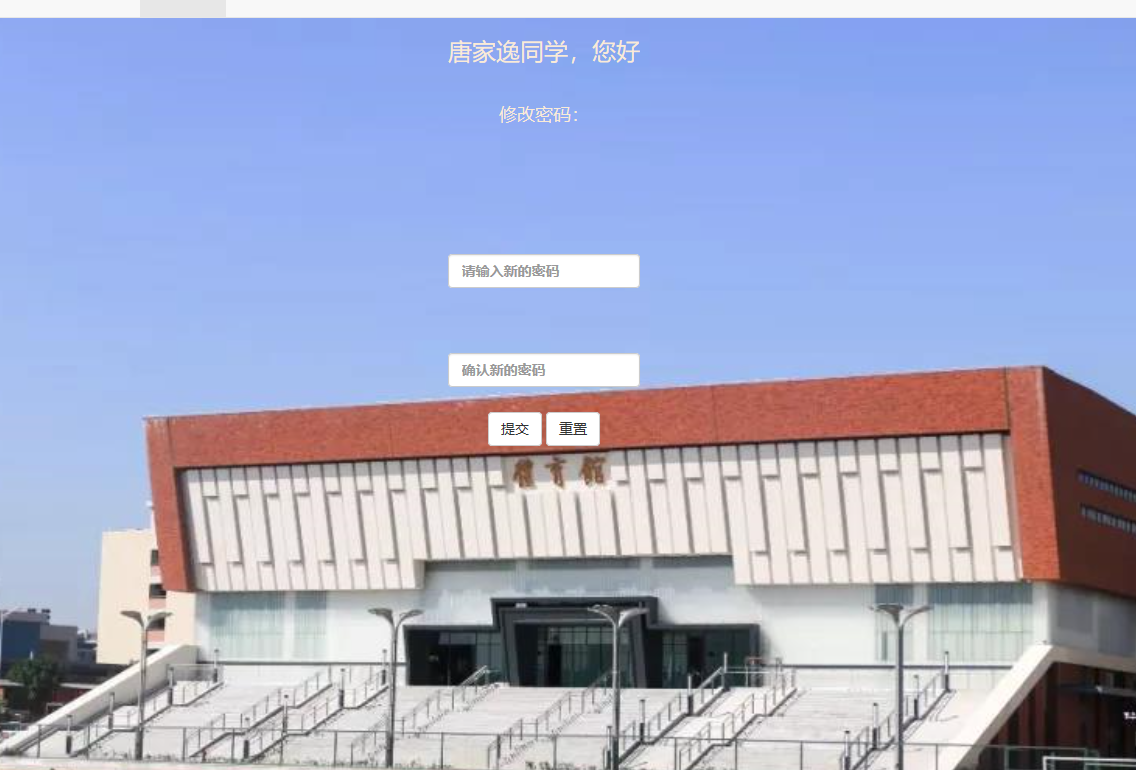 唐家逸同学，您好
修改密码：
请输入新的密码
确认新的密码
提交 重置
體育館